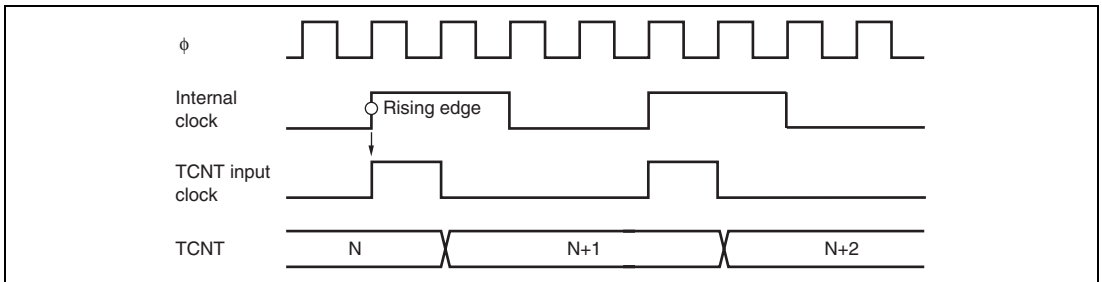 ϕ
Internal
clock
Rising edge
TCNT input
clock
TCNT
N
N+1
N+2